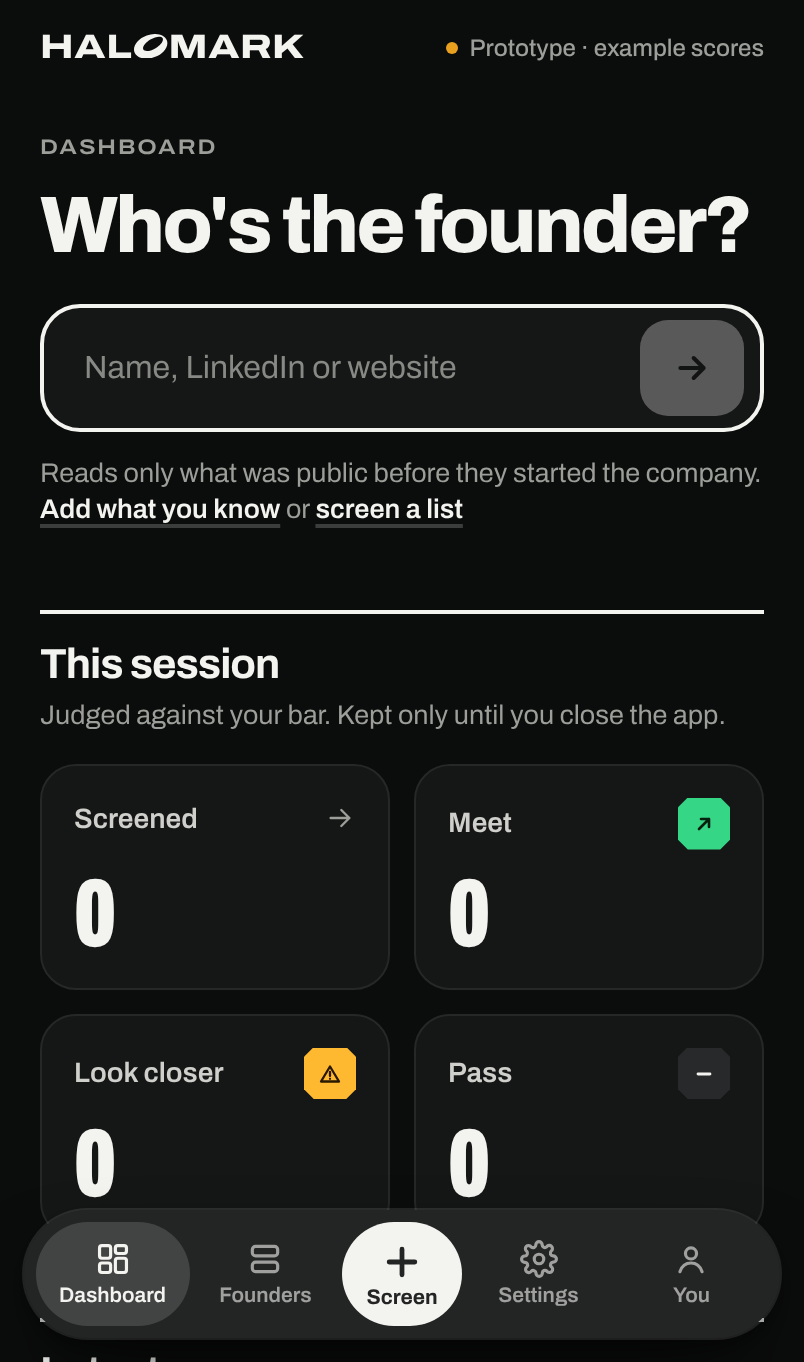 HALOMARK
Prototype · example scores
DASHBOARD
Who's the founder?
Name, LinkedIn or website
Reads only what was public before they started the company.
Add what you know or screen a list
This session
Judged against your bar. Kept only until you close the app.
Screened
0
Meet
0
Look closer
0
Pass
0
Dashboard
Founders
Screen
Settings
You